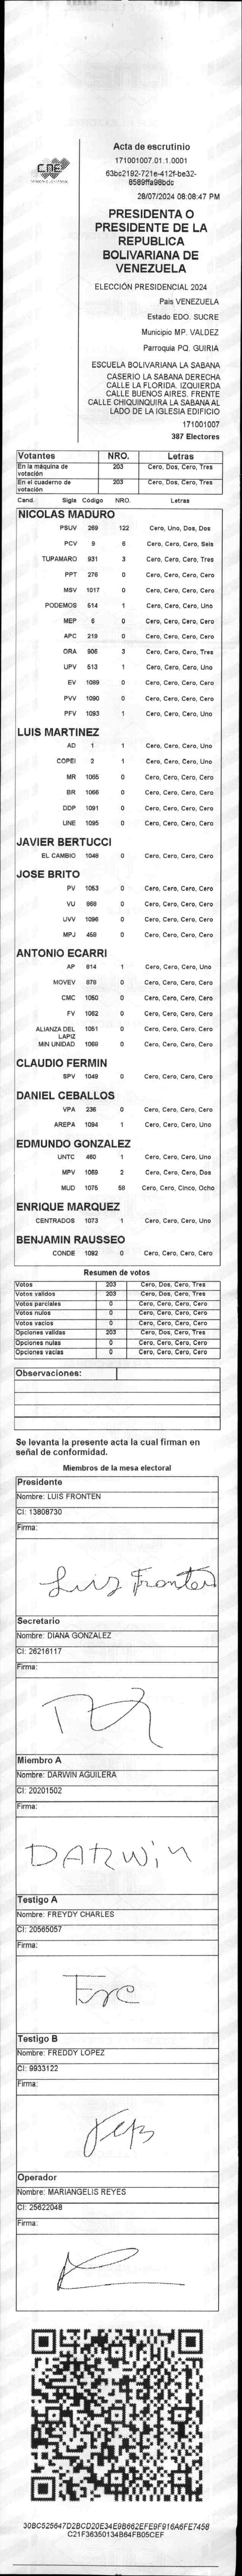 CNE
Acta de escrutinio
171001007.01.1.0001
63bc2192-721e-412f-be32-
8589ffa98bdc
28/07/2024 08:08:47 PM
PRESIDENTA O
PRESIDENTE DE LA
REPUBLICA
BOLIVARIANA DE
VENEZUELA
ELECCIÓN PRESIDENCIAL 2024
Pais VENEZUELA
Estado EDO. SUCRE
Municipio MP. VALDEZ
Parroquia PQ. GUIRIA
ESCUELA BOLIVARIANA LA SABANA
CASERIO LA SABANA DERECHA
CALLE LA FLORIDA. IZQUIERDA
CALLE BUENOS AIRES. FRENTE
CALLE CHIQUINQUIRA LA SABANA AL
LADO DE LA IGLESIA EDIFICIO
171001007
387 Electores
Votantes NRO. Letras
En la máquina de votación 203 Cero, Dos, Cero, Tres
En el cuaderno de votación 203 Cero, Dos, Cero, Tres
Cand. Sigla Código NRO. Letras
NICOLAS MADURO
PSUV 269 122 Cero, Uno, Dos, Dos
PCV 9 6 Cero, Cero, Cero, Seis
TUPAMARO 931 3 Cero, Cero, Cero, Tres
PPT 276 0 Cero, Cero, Cero, Cero
MSV 1017 0 Cero, Cero, Cero, Cero
PODEMOS 514 1 Cero, Cero, Cero, Uno
MEP 6 0 Cero, Cero, Cero, Cero
APC 219 0 Cero, Cero, Cero, Cero
ORA 906 3 Cero, Cero, Cero, Tres
UPV 513 1 Cero, Cero, Cero, Uno
EV 1089 0 Cero, Cero, Cero, Cero
PVV 1090 0 Cero, Cero, Cero, Cero
PFV 1093 1 Cero, Cero, Cero, Uno
LUIS MARTINEZ
AD 1 1 Cero, Cero, Cero, Uno
COPEI 2 1 Cero, Cero, Cero, Uno
MR 1065 0 Cero, Cero, Cero, Cero
BR 1066 0 Cero, Cero, Cero, Cero
DDP 1091 0 Cero, Cero, Cero, Cero
UNE 1095 0 Cero, Cero, Cero, Cero
JAVIER BERTUCCI
EL CAMBIO 1048 0 Cero, Cero, Cero, Cero
JOSE BRITO
PV 1053 0 Cero, Cero, Cero, Cero
VU 868 0 Cero, Cero, Cero, Cero
UVV 1096 0 Cero, Cero, Cero, Cero
MPJ 458 0 Cero, Cero, Cero, Cero
ANTONIO ECARRI
AP 814 1 Cero, Cero, Cero, Uno
MOVEV 878 0 Cero, Cero, Cero, Cero
CMC 1050 0 Cero, Cero, Cero, Cero
FV 1062 0 Cero, Cero, Cero, Cero
ALIANZA DEL LAPIZ 1051 0 Cero, Cero, Cero, Cero
MIN UNIDAD 1068 0 Cero, Cero, Cero, Cero
CLAUDIO FERMIN
SPV 1049 0 Cero, Cero, Cero, Cero
DANIEL CEBALLOS
VPA 236 0 Cero, Cero, Cero, Cero
AREPA 1094 1 Cero, Cero, Cero, Uno
EDMUNDO GONZALEZ
UNTC 460 1 Cero, Cero, Cero, Uno
MPV 1069 2 Cero, Cero, Cero, Dos
MUD 1075 58 Cero, Cero, Cinco, Ocho
ENRIQUE MARQUEZ
CENTRADOS 1073 1 Cero, Cero, Cero, Uno
BENJAMIN RAUSSEO
CONDE 1092 0 Cero, Cero, Cero, Cero
Resumen de votos
Votos 203 Cero, Dos, Cero, Tres
Votos validos 203 Cero, Dos, Cero, Tres
Votos parciales 0 Cero, Cero, Cero, Cero
Votos nulos 0 Cero, Cero, Cero, Cero
Votos vacios 0 Cero, Cero, Cero, Cero
Opciones validas 203 Cero, Dos, Cero, Tres
Opciones nulas 0 Cero, Cero, Cero, Cero
Opciones vacias 0 Cero, Cero, Cero, Cero
Observaciones:
Se levanta la presente acta la cual firman en
señal de conformidad.
Miembros de la mesa electoral
Presidente
Nombre: LUIS FRONTEN
CI: 13808730
Firma:
Luis Fronten
Secretario
Nombre: DIANA GONZALEZ
CI: 26216117
Firma:
Miembro A
Nombre: DARWIN AGUILERA
CI: 20201502
Firma:
DARWiN
Testigo A
Nombre: FREYDY CHARLES
CI: 20565057
Firma:
Testigo B
Nombre: FREDDY LOPEZ
CI: 9933122
Firma:
Operador
Nombre: MARIANGELIS REYES
CI: 25622048
Firma:
30BC525647D2BCD20E34E9B662EFE9F916A6FE7458
C21F36350134B64FB05CEF